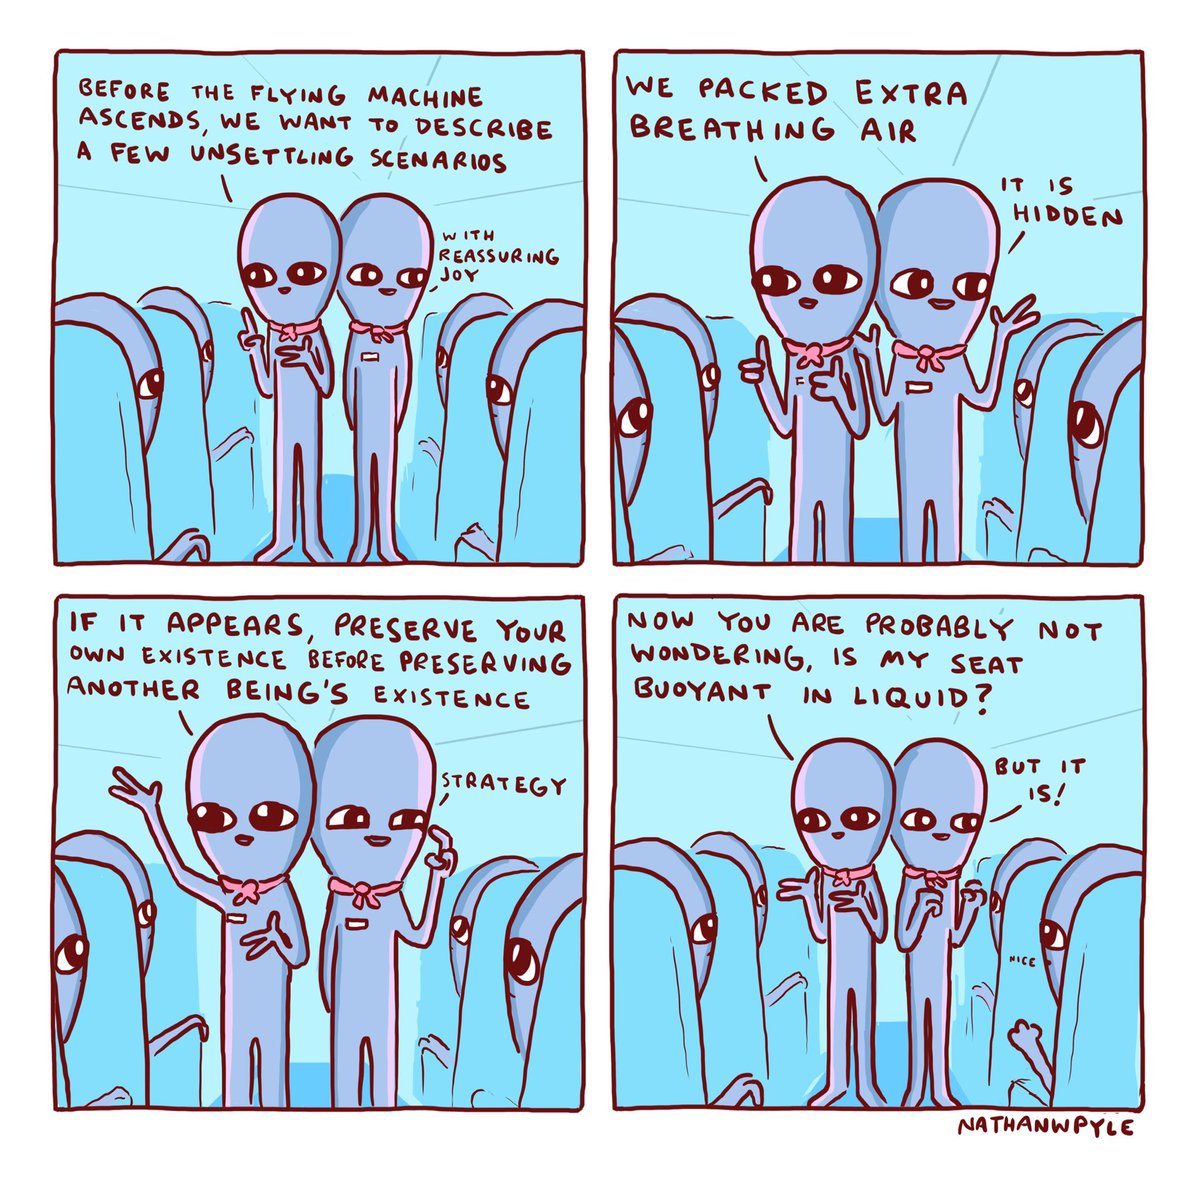 BEFORE THE FLYING MACHINE
ASCENDS, WE WANT TO DESCRIBE
A FEW UNSETTLING SCENARIOS
WITH
REASSURING
JOY
WE PACKED EXTRA
BREATHING AIR
IT IS
HIDDEN
IF IT APPEARS, PRESERVE YOUR
OWN EXISTENCE BEFORE PRESERVING
ANOTHER BEING'S EXISTENCE
STRATEGY
NOW YOU ARE PROBABLY NOT
WONDERING, IS MY SEAT
BUOYANT IN LIQUID?
BUT IT
IS!
NICE
NATHANWPYLE